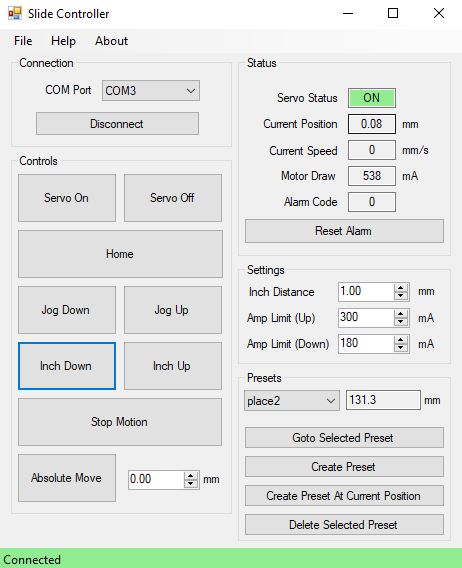 Slide Controller
File Help About
Connection
COM Port COM3
Disconnect
Controls
Servo On Servo Off
Home
Jog Down Jog Up
Inch Down Inch Up
Stop Motion
Absolute Move 0.00 mm
Status
Servo Status ON
Current Position 0.08 mm
Current Speed 0 mm/s
Motor Draw 538 mA
Alarm Code 0
Reset Alarm
Settings
Inch Distance 1.00 mm
Amp Limit (Up) 300 mA
Amp Limit (Down) 180 mA
Presets
place2 131.3 mm
Goto Selected Preset
Create Preset
Create Preset At Current Position
Delete Selected Preset
Connected